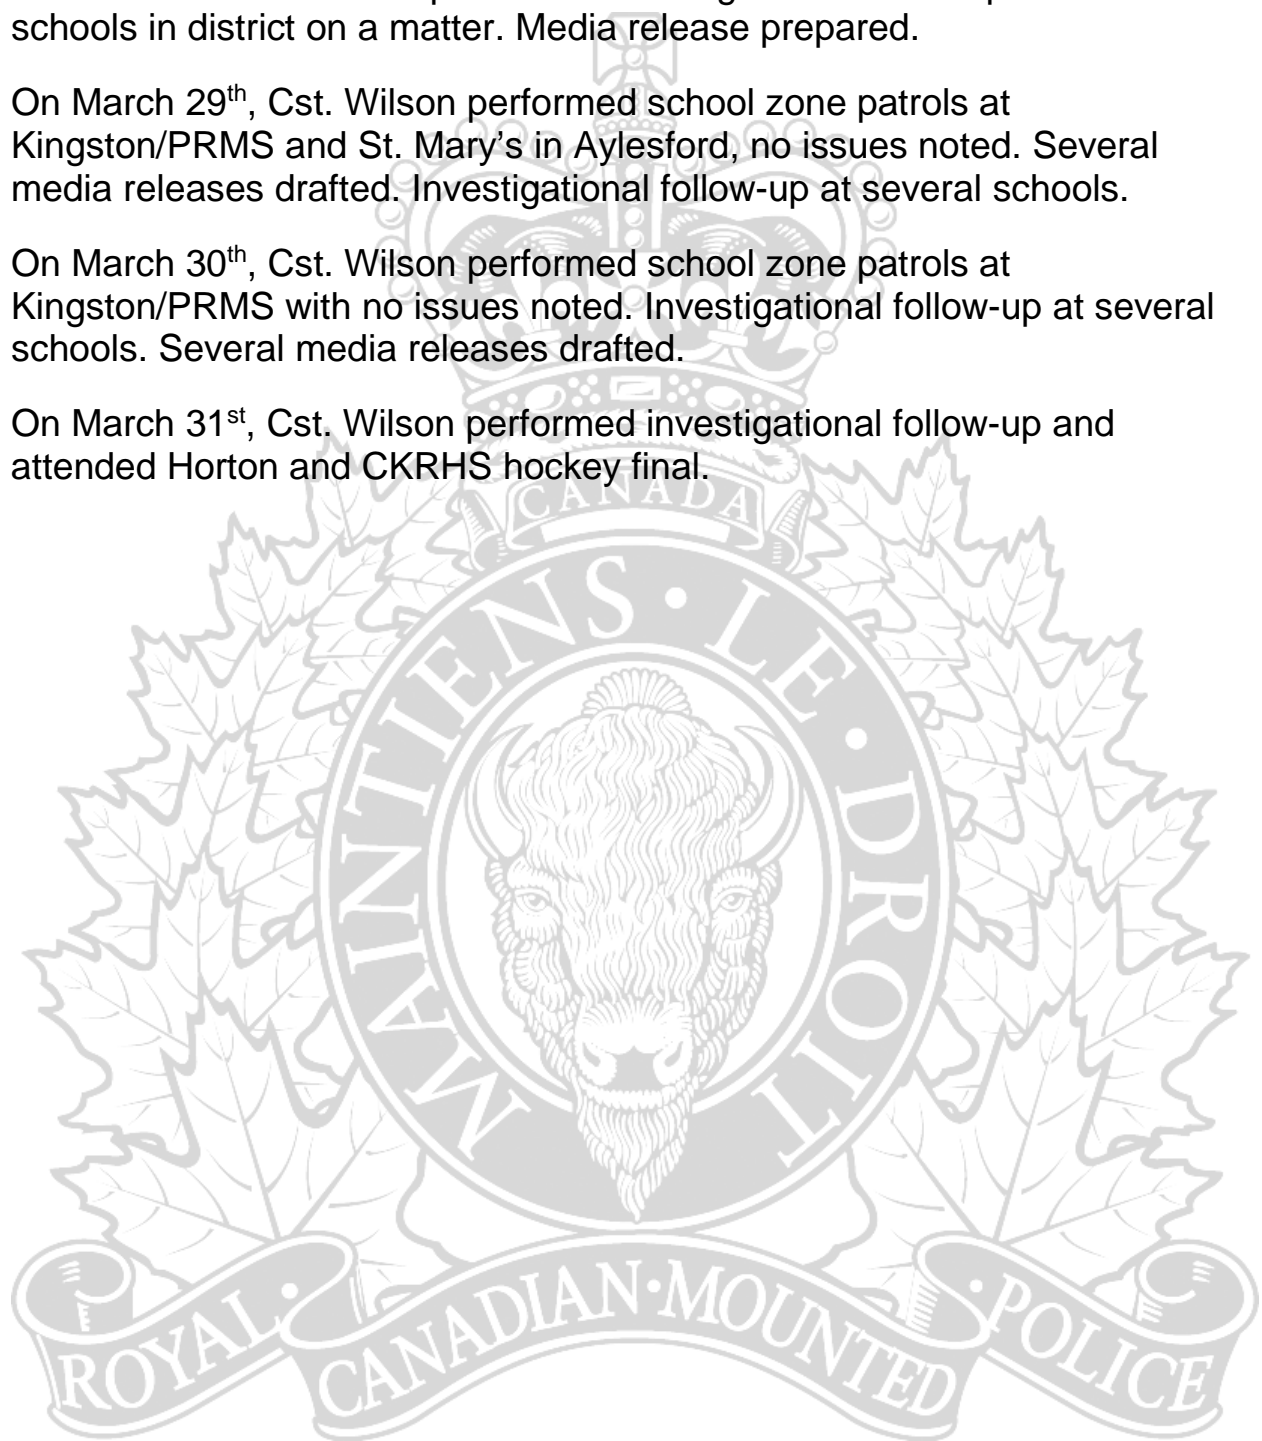 schools in district on a matter. Media release prepared.
On March 29th, Cst. Wilson performed school zone patrols at
Kingston/PRMS and St. Mary's in Aylesford, no issues noted. Several
media releases drafted. Investigational follow-up at several schools.
On March 30th, Cst. Wilson performed school zone patrols at
Kingston/PRMS with no issues noted. Investigational follow-up at several
schools. Several media releases drafted.
On March 31st, Cst. Wilson performed investigational follow-up and
attended Horton and CKRHS hockey final.
CANADA
MAINTIENS · LE · DROIT
ROYAL · CANADIAN · MOUNTED POLICE